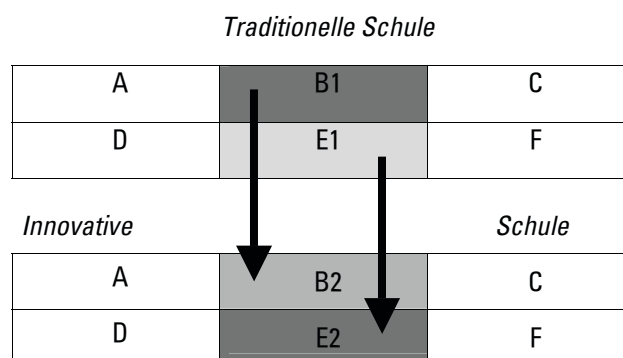 Traditionelle Schule
A B1 C
D E1 F
Innovative Schule
A B2 C
D E2 F